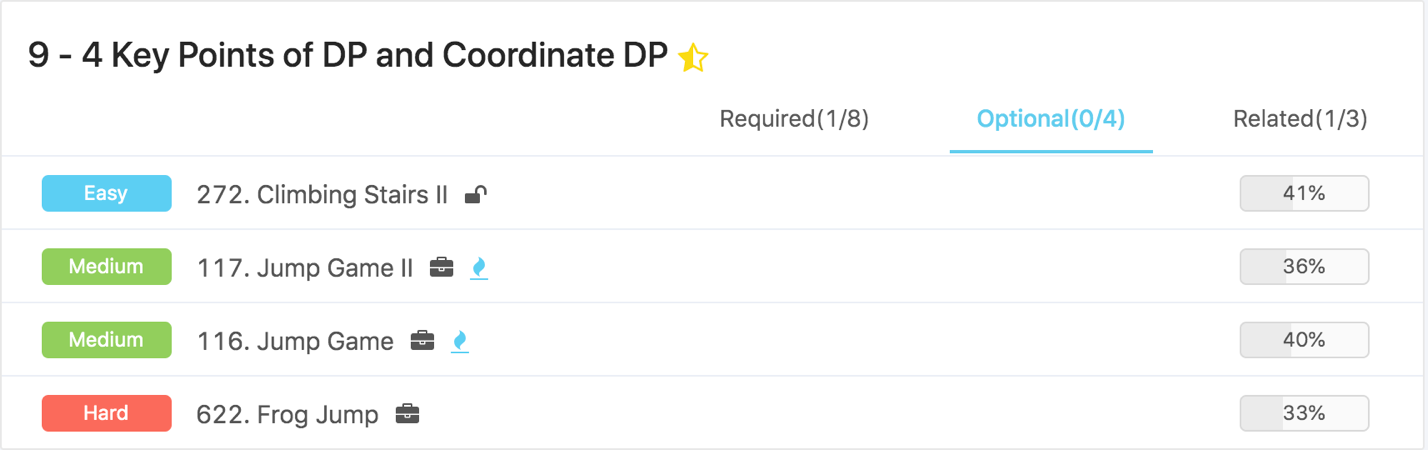 9 - 4 Key Points of DP and Coordinate DP
Required(1/8) Optional(0/4) Related(1/3)
Easy 272. Climbing Stairs II 41%
Medium 117. Jump Game II 36%
Medium 116. Jump Game 40%
Hard 622. Frog Jump 33%